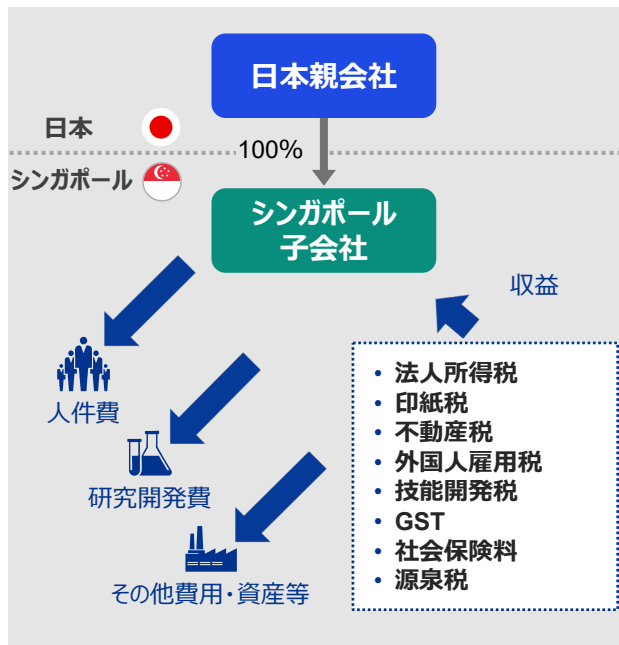 日本親会社
日本
100%
シンガポール
シンガポール
子会社
収益
人件費
研究開発費
その他費用・資産等
• 法人所得税
• 印紙税
• 不動産税
• 外国人雇用税
• 技能開発税
• GST
• 社会保険料
• 源泉税